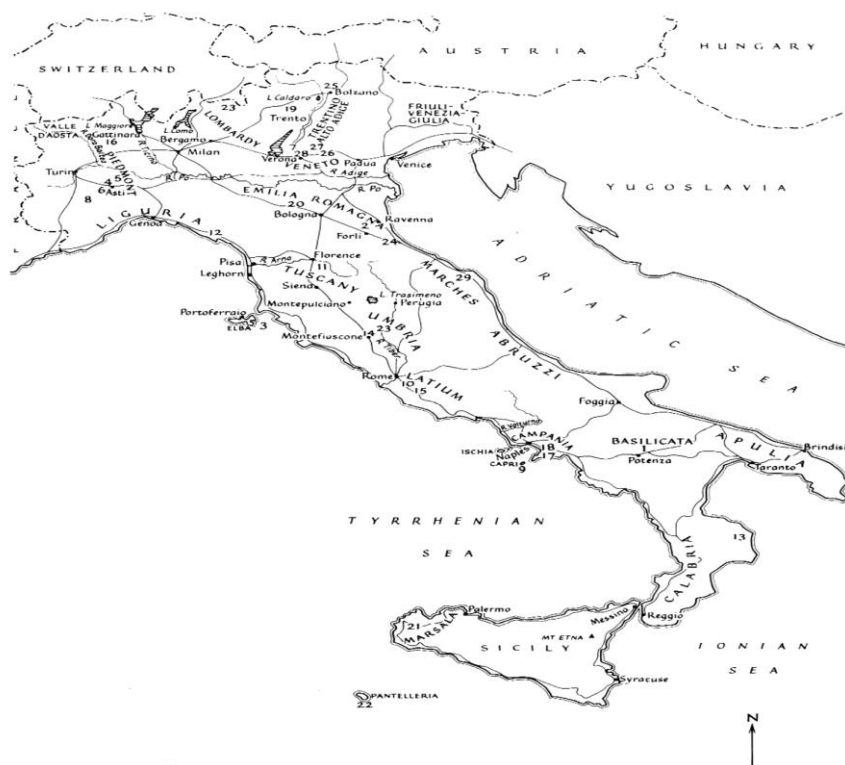 AUSTRIA
HUNGARY
SWITZERLAND
25
L. Caldaro
Bolzano
23
19
Trento
TRENTINO
ALTO ADIGE
FRIULI-
VENEZIA-
GIULIA
VALLE
DAOSTA
L. Maggiore
Gattinara
16
L. Como
Bergamo
LOMBARDY
R. Ticino
Milan
7
27
28
26
Verona
VENETO
Padua
Venice
R. Adige
PIEDMONT
Turin
4
5
6
Asti
8
R. Po
R. Po
YUGOSLAVIA
EMILIA ROMAGNA
20
Bologna
Ravenna
2
Forli
24
LIGURIA
Genoa
12
ADRIATIC SEA
Pisa
R. Arno
Florence
11
Leghorn
TUSCANY
Siena
MARCHES
29
L. Trasimeno
Perugia
Montepulciano
UMBRIA
Portoferraio
ELBA
3
23
14
Montefiascone
R. Tiber
ABRUZZI
Rome
10
LATIUM
15
Foggia
R. Volturno
CAMPANIA
ISCHIA
Naples
18
17
CAPRI
9
BASILICATA
1
Potenza
APULIA
Brindisi
Taranto
TYRRHENIAN
SEA
13
CALABRIA
Palermo
Messina
Reggio
21
MARSALA
MT ETNA
SICILY
IONIAN
SEA
Syracuse
PANTELLERIA
22
N